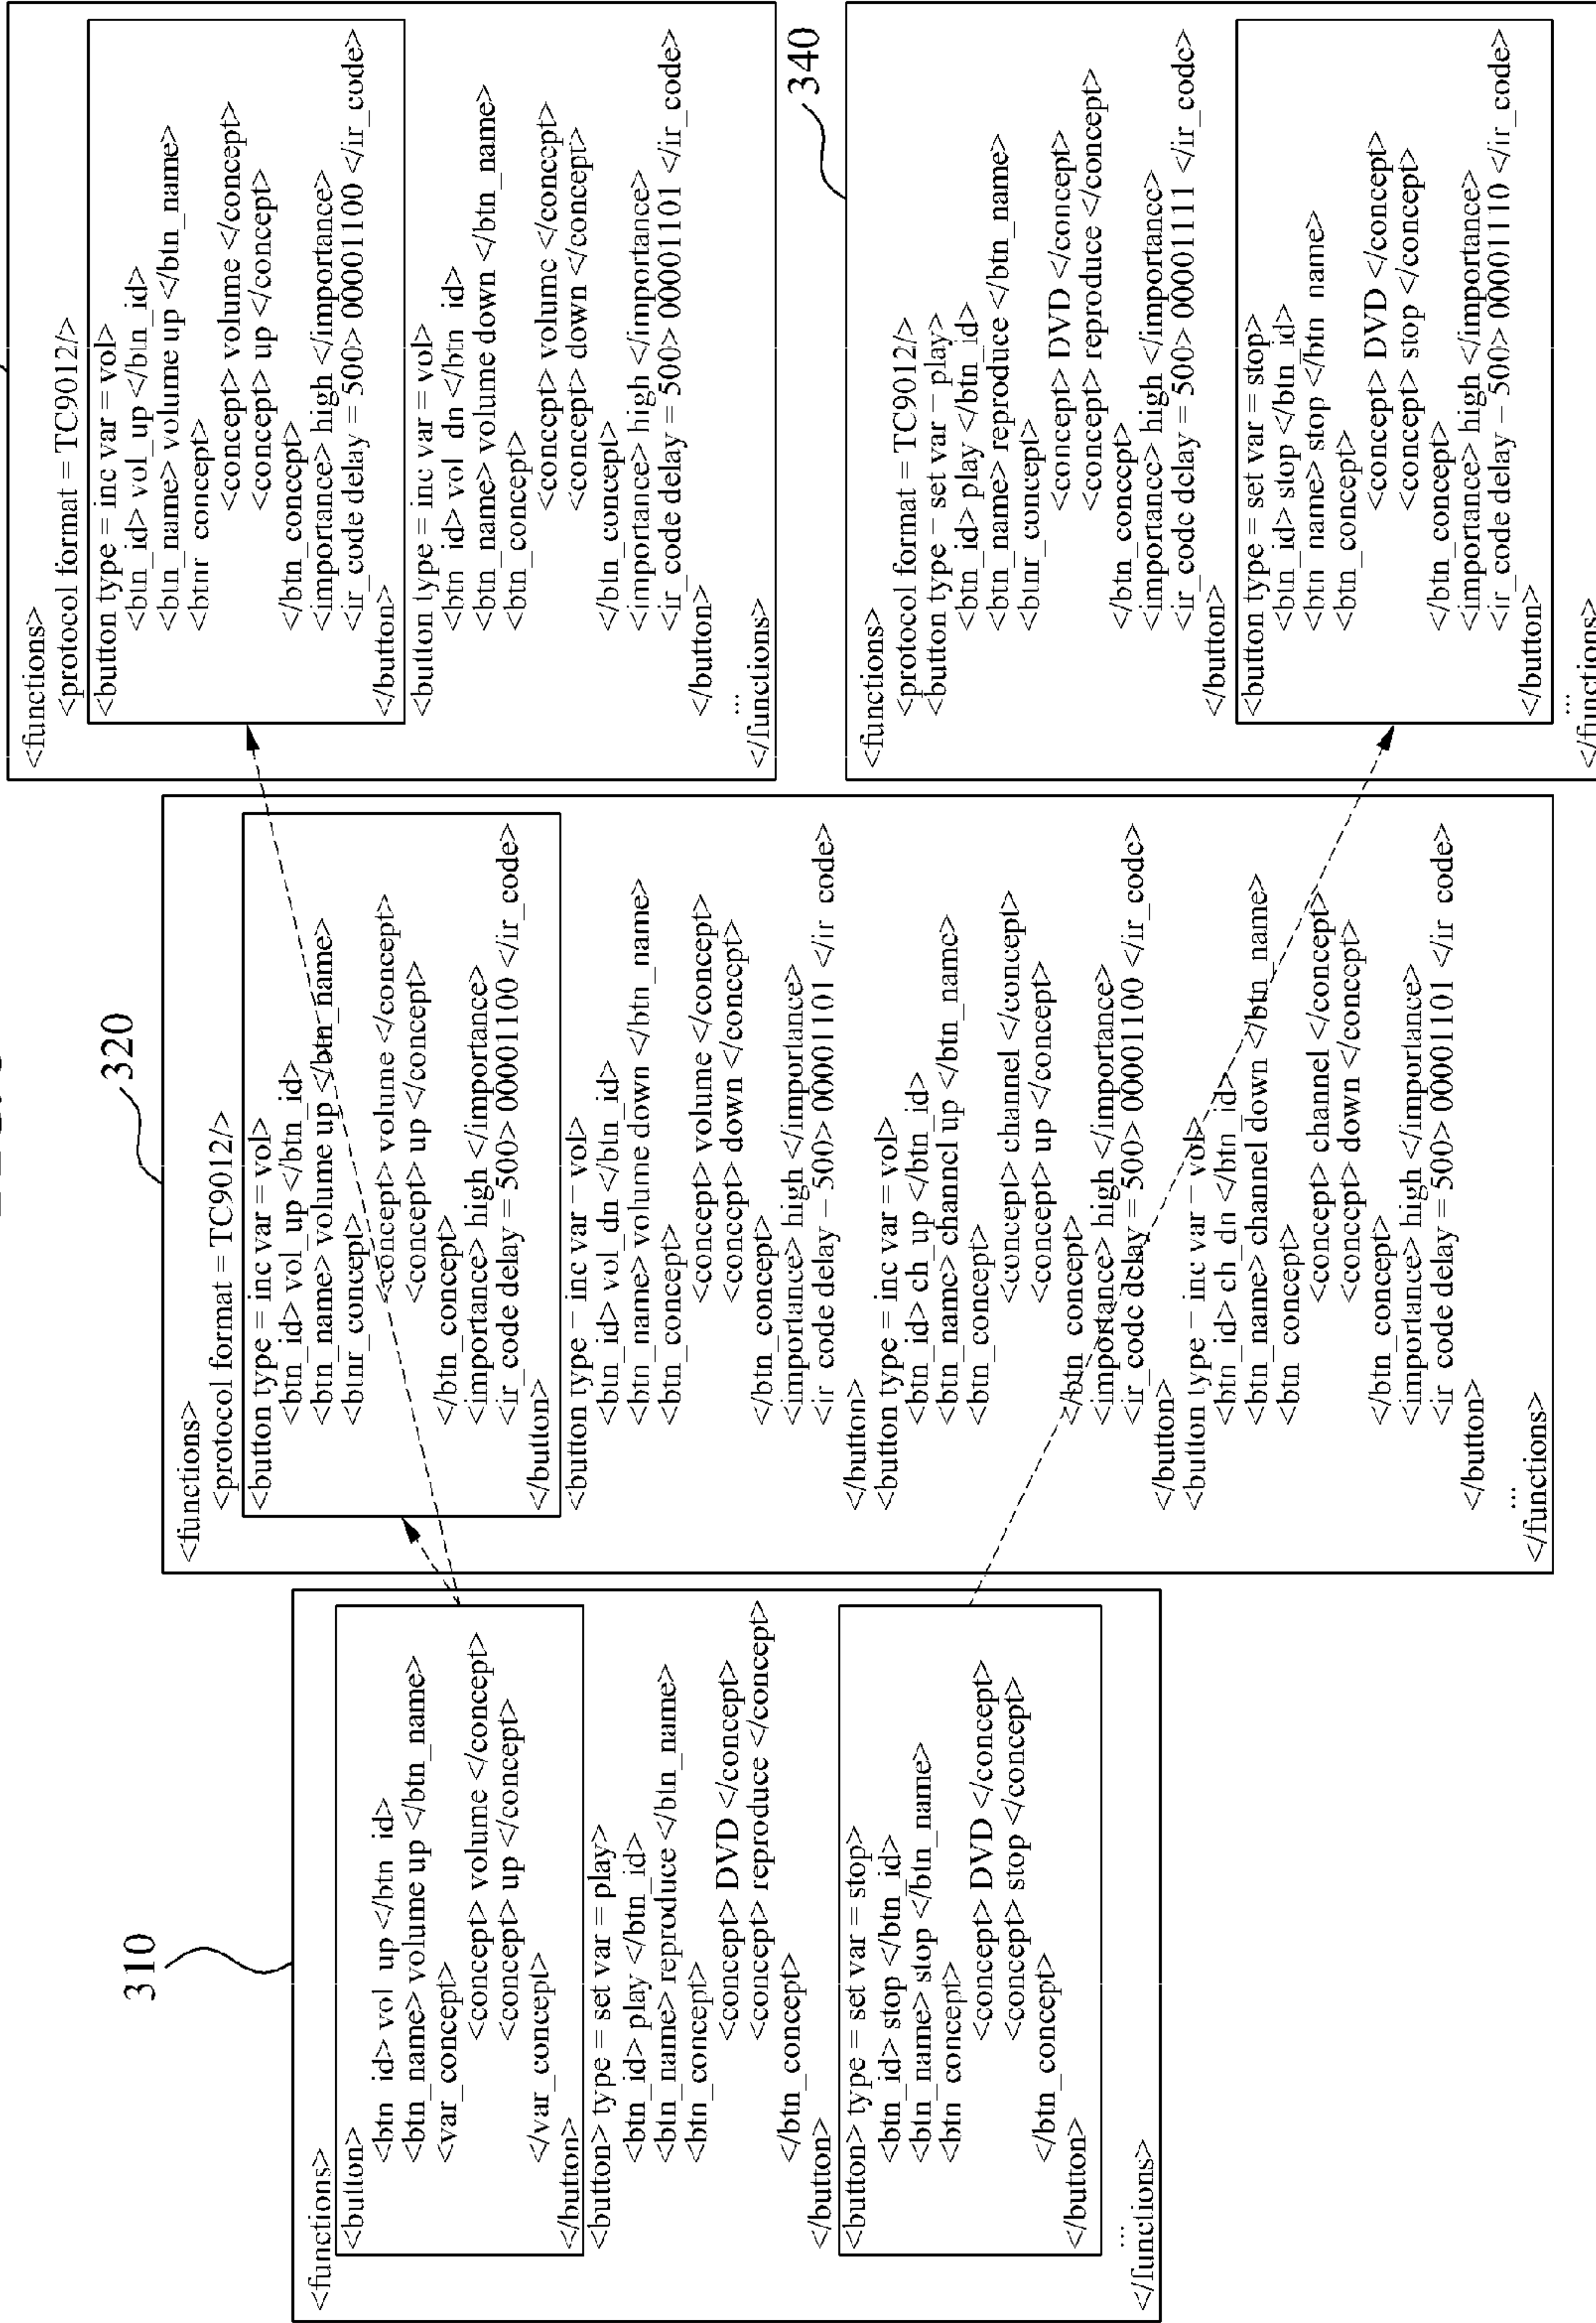 310
<functions>
<button>
<btn_id> vol_up </btn_id>
<btn_name> volume up </btn_name>
<var_concept>
<concept> volume </concept>
<concept> up </concept>
</var_concept>
</button>
<button> type = set var = play>
<btn_id> play </btn_id>
<btn_name> reproduce </btn_name>
<btn_concept>
<concept> DVD </concept>
<concept> reproduce </concept>
</btn_concept>
</button>
<button> type = set var = stop>
<btn_id> stop </btn_id>
<btn_name> stop </btn_name>
<btn_concept>
<concept> DVD </concept>
<concept> stop </concept>
</btn_concept>
</button>
...
</functions>
320
<functions>
<protocol format = TC9012/>
<button type = inc var = vol>
<btn_id> vol_up </btn_id>
<btn_name> volume up </btn_name>
<btnr_concept>
<concept> volume </concept>
<concept> up </concept>
</btn_concept>
<importance> high </importance>
<ir_code delay = 500> 00001100 </ir_code>
</button>
<button type = inc var = vol>
<btn_id> vol_dn </btn_id>
<btn_name> volume down </btn_name>
<btn_concept>
<concept> volume </concept>
<concept> down </concept>
</btn_concept>
<importance> high </importance>
<ir_code delay = 500> 00001101 </ir_code>
</button>
<button type = inc var = vol>
<btn_id> ch_up </btn_id>
<btn_name> channel up </btn_name>
<btn_concept>
<concept> channel </concept>
<concept> up </concept>
</btn_concept>
<importance> high </importance>
<ir_code delay = 500> 00001100 </ir_code>
</button>
<button type = inc var = vol>
<btn_id> ch_dn </btn_id>
<btn_name> channel down </btn_name>
<btn_concept>
<concept> channel </concept>
<concept> down </concept>
</btn_concept>
<importance> high </importance>
<ir_code delay = 500> 00001101 </ir_code>
</button>
...
</functions>
<functions>
<protocol format = TC9012/>
<button type = inc var = vol>
<btn_id> vol_up </btn_id>
<btn_name> volume up </btn_name>
<btnr_concept>
<concept> volume </concept>
<concept> up </concept>
</btn_concept>
<importance> high </importance>
<ir_code delay = 500> 00001100 </ir_code>
</button>
<button type = inc var = vol>
<btn_id> vol_dn </btn_id>
<btn_name> volume down </btn_name>
<btn_concept>
<concept> volume </concept>
<concept> down </concept>
</btn_concept>
<importance> high </importance>
<ir_code delay = 500> 00001101 </ir_code>
</button>
...
</functions>
340
<functions>
<protocol format = TC9012/>
<button type = set var = play>
<btn_id> play </btn_id>
<btn_name> reproduce </btn_name>
<btnr_concept>
<concept> DVD </concept>
<concept> reproduce </concept>
</btn_concept>
<importance> high </importance>
<ir_code delay = 500> 00001111 </ir_code>
</button>
<button type = set var = stop>
<btn_id> stop </btn_id>
<btn_name> stop </btn_name>
<btn_concept>
<concept> DVD </concept>
<concept> stop </concept>
</btn_concept>
<importance> high </importance>
<ir_code delay = 500> 00001110 </ir_code>
</button>
...
</functions>